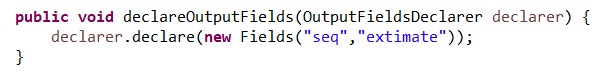 public void declareOutputFields(OutputFieldsDeclarer declarer) {
    declarer.declare(new Fields("seq","extimate"));
}